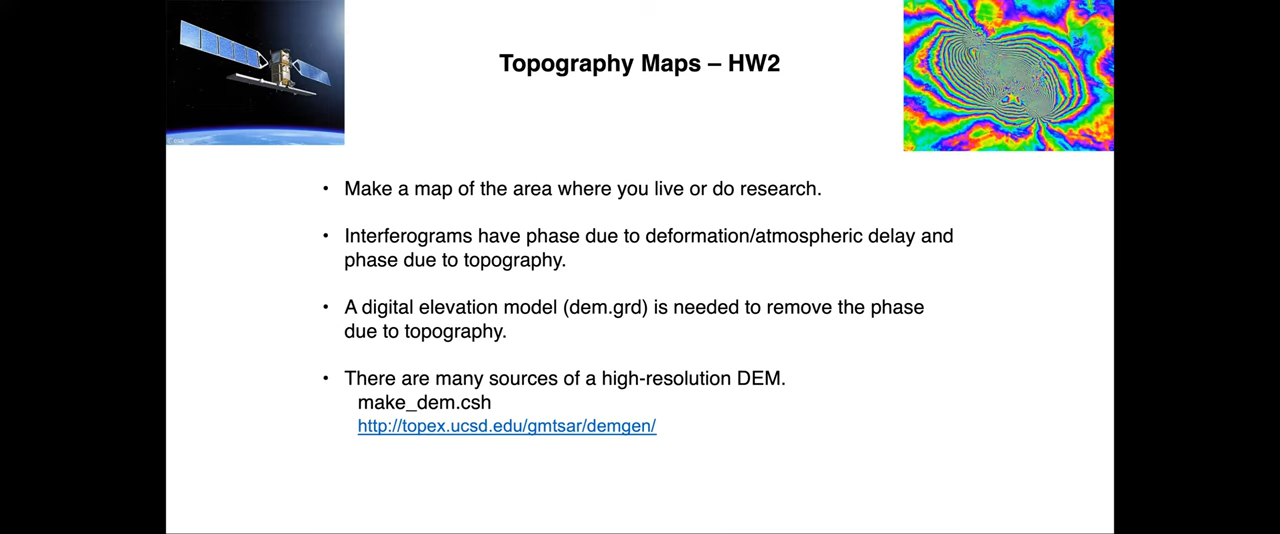 Topography Maps – HW2
• Make a map of the area where you live or do research.
• Interferograms have phase due to deformation/atmospheric delay and
phase due to topography.
• A digital elevation model (dem.grd) is needed to remove the phase
due to topography.
• There are many sources of a high-resolution DEM.
make_dem.csh
http://topex.ucsd.edu/gmtsar/demgen/